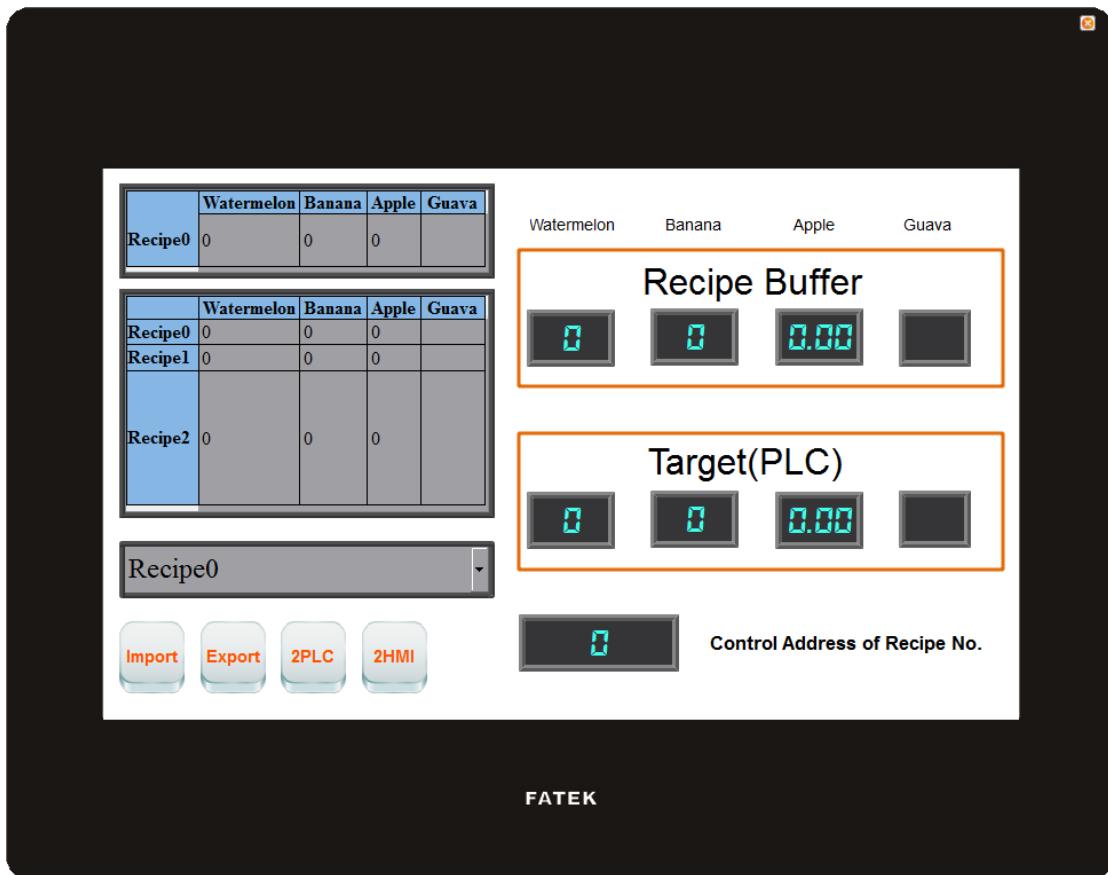 Watermelon Banana Apple Guava
Recipe0 0 0 0
Watermelon Banana Apple Guava
Recipe0 0 0 0
Recipe1 0 0 0
Recipe2 0 0 0
Recipe0
Import Export 2PLC 2HMI
Watermelon Banana Apple Guava
Recipe Buffer
0 0 0.00
Target(PLC)
0 0 0.00
0 Control Address of Recipe No.
FATEK